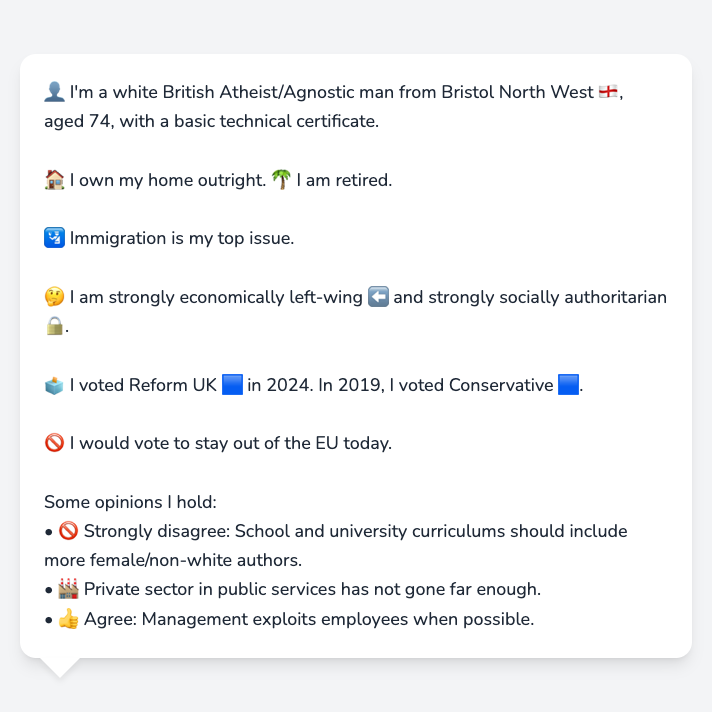 👤 I'm a white British Atheist/Agnostic man from Bristol North West 🏴󠁧󠁢󠁥󠁮󠁧󠁿,
aged 74, with a basic technical certificate.
🏠 I own my home outright. 🌴 I am retired.
🛂 Immigration is my top issue.
🤔 I am strongly economically left-wing ⬅️ and strongly socially authoritarian
🔒.
🗳️ I voted Reform UK 🟦 in 2024. In 2019, I voted Conservative 🟦.
🚫 I would vote to stay out of the EU today.
Some opinions I hold:
• 🚫 Strongly disagree: School and university curriculums should include
more female/non-white authors.
• 🏭 Private sector in public services has not gone far enough.
• 👍 Agree: Management exploits employees when possible.